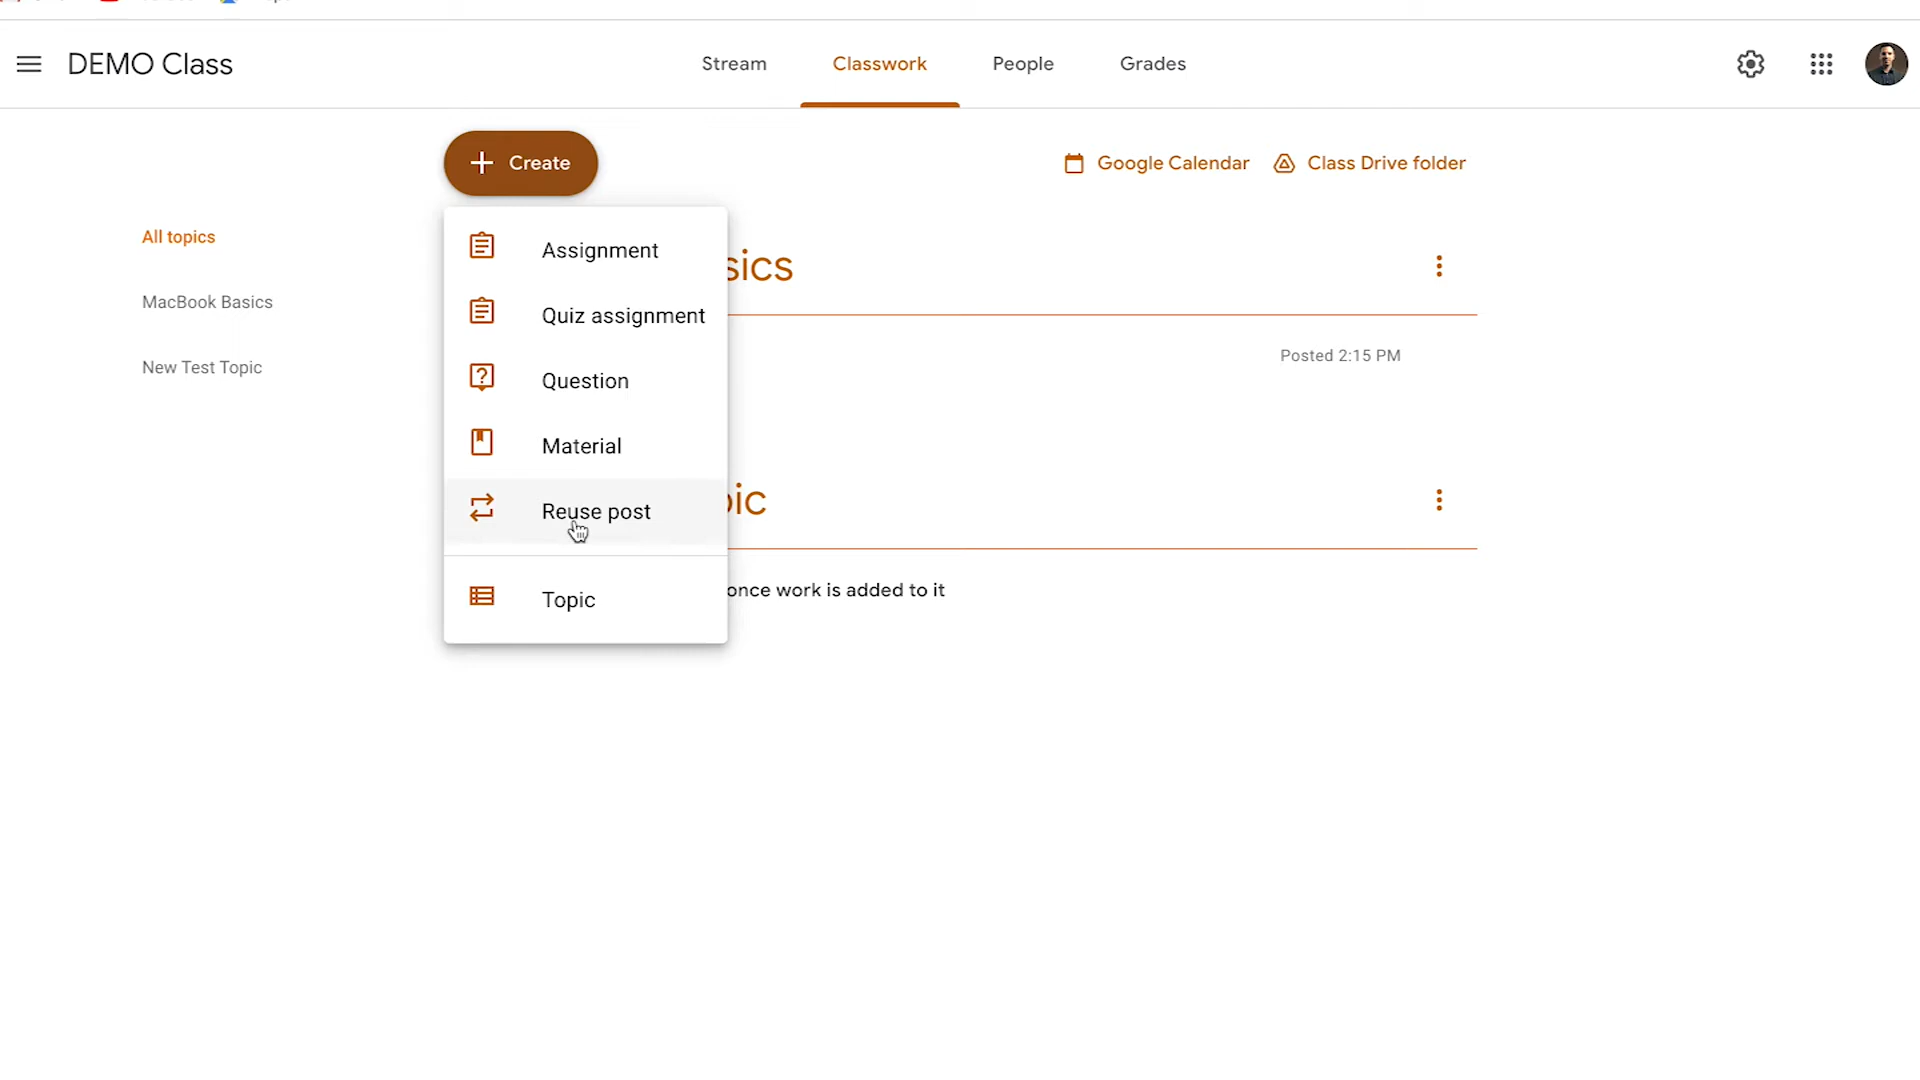 DEMO Class
Stream
Classwork
People
Grades
Create
Google Calendar
Class Drive folder
All topics
MacBook Basics
New Test Topic
Assignment
Quiz assignment
Question
Material
Reuse post
Topic
sics
Posted 2:15 PM
ic
once work is added to it